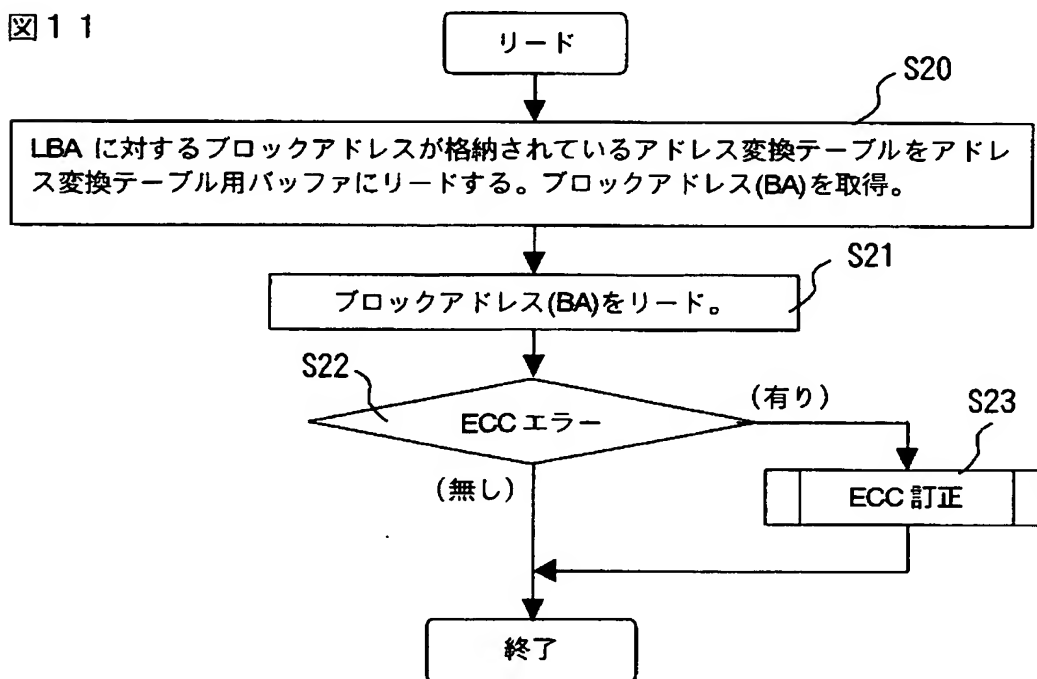 図11
リード
S20
LBA に対するブロックアドレスが格納されているアドレス変換テーブルをアドレ
ス変換テーブル用バッファにリードする。ブロックアドレス(BA)を取得。
S21
ブロックアドレス(BA)をリード。
S22
ECC エラー
(有り)
S23
(無し)
ECC 訂正
終了